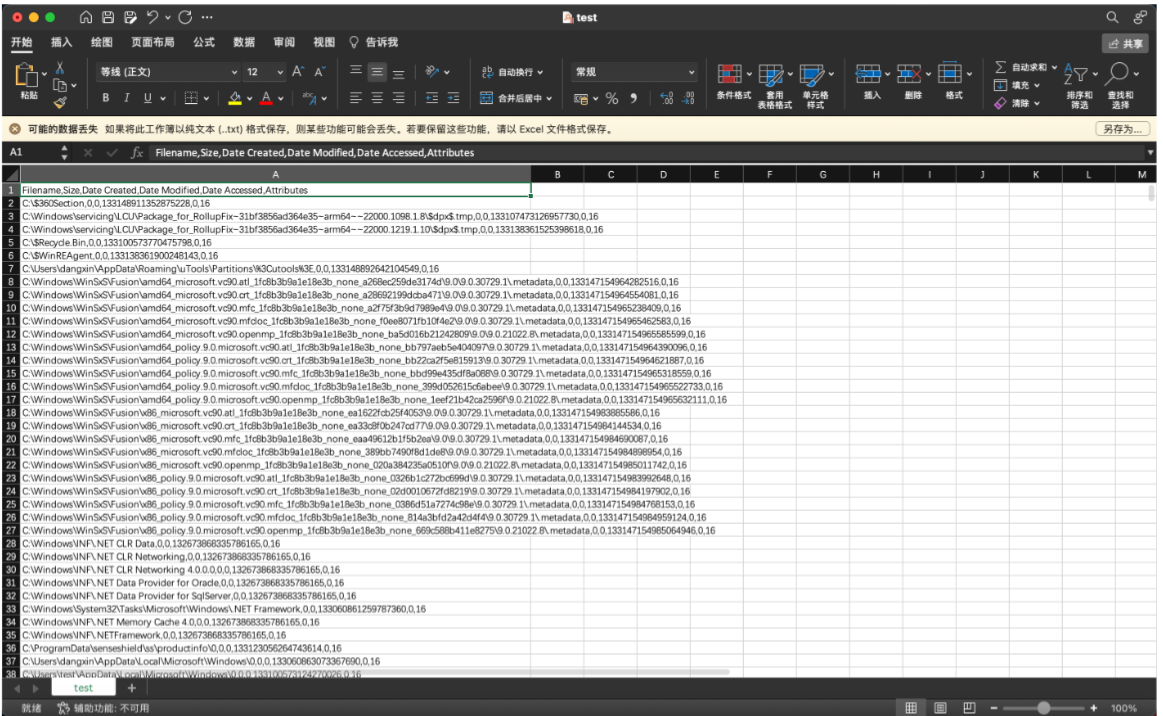 test
开始 插入 绘图 页面布局 公式 数据 审阅 视图 告诉我 共享
粘贴 等线 (正文) 12 A A 自动换行 常规 条件格式 套用表格格式 单元格样式 插入 删除 格式 自动求和 填充 清除 排序和筛选 查找和选择
B I U A 合并后居中 % 9
可能的数据丢失 如果将此工作簿以纯文本 (..txt) 格式保存，则某些功能可能会丢失。若要保留这些功能，请以 Excel 文件格式保存。 另存为...
A1 fx Filename,Size,Date Created,Date Modified,Date Accessed,Attributes
A B C D E F G H I J K L M
1 Filename,Size,Date Created,Date Modified,Date Accessed,Attributes
2 C:\$360Section,0,0,133148911352875228,0,16
3 C:\Windows\servicing\LCU\Package_for_RollupFix~31bf3856ad364e35~arm64~~22000.1098.1.8\$dpx$.tmp,0,0,133107473126957730,0,16
4 C:\Windows\servicing\LCU\Package_for_RollupFix~31bf3856ad364e35~arm64~~22000.1219.1.10\$dpx$.tmp,0,0,133138361525398618,0,16
5 C:\$Recycle.Bin,0,0,133100573770475798,0,16
6 C:\$WinREAgent,0,0,133138361900248143,0,16
7 C:\Users\dangxin\AppData\Roaming\uTools\Partitions\%3Cutools%3E,0,0,133148892642104549,0,16
8 C:\Windows\WinSxS\Fusion\amd64_microsoft.vc90.atl_1fc8b3b9a1e18e3b_none_a268ec259de3174d\9.0\9.0.30729.1\.metadata,0,0,133147154964282516,0,16
9 C:\Windows\WinSxS\Fusion\amd64_microsoft.vc90.crt_1fc8b3b9a1e18e3b_none_a28692199dcba471\9.0\9.0.30729.1\.metadata,0,0,133147154964554081,0,16
10 C:\Windows\WinSxS\Fusion\amd64_microsoft.vc90.mfc_1fc8b3b9a1e18e3b_none_a2f75f3b9d7989e4\9.0\9.0.30729.1\.metadata,0,0,133147154965238409,0,16
11 C:\Windows\WinSxS\Fusion\amd64_microsoft.vc90.mfcloc_1fc8b3b9a1e18e3b_none_f0ee8071fb10f4e2\9.0\9.0.30729.1\.metadata,0,0,133147154965462583,0,16
12 C:\Windows\WinSxS\Fusion\amd64_microsoft.vc90.openmp_1fc8b3b9a1e18e3b_none_ba5d016b21242809\9.0\9.0.21022.8\.metadata,0,0,133147154965585599,0,16
13 C:\Windows\WinSxS\Fusion\amd64_policy.9.0.microsoft.vc90.atl_1fc8b3b9a1e18e3b_none_bb797aeb5e404097\9.0.30729.1\.metadata,0,0,133147154964390096,0,16
14 C:\Windows\WinSxS\Fusion\amd64_policy.9.0.microsoft.vc90.crt_1fc8b3b9a1e18e3b_none_bb22ca2f5e815913\9.0.30729.1\.metadata,0,0,133147154964621887,0,16
15 C:\Windows\WinSxS\Fusion\amd64_policy.9.0.microsoft.vc90.mfc_1fc8b3b9a1e18e3b_none_bbd99e435df8a088\9.0.30729.1\.metadata,0,0,133147154965318559,0,16
16 C:\Windows\WinSxS\Fusion\amd64_policy.9.0.microsoft.vc90.mfcloc_1fc8b3b9a1e18e3b_none_399d052615c6abee\9.0.30729.1\.metadata,0,0,133147154965522733,0,16
17 C:\Windows\WinSxS\Fusion\amd64_policy.9.0.microsoft.vc90.openmp_1fc8b3b9a1e18e3b_none_1eef21b42ca2596f\9.0.21022.8\.metadata,0,0,133147154965632111,0,16
18 C:\Windows\WinSxS\Fusion\x86_microsoft.vc90.atl_1fc8b3b9a1e18e3b_none_ea1622fcb25f4053\9.0\9.0.30729.1\.metadata,0,0,133147154983885586,0,16
19 C:\Windows\WinSxS\Fusion\x86_microsoft.vc90.crt_1fc8b3b9a1e18e3b_none_ea33c8f0b247cd77\9.0\9.0.30729.1\.metadata,0,0,133147154984144534,0,16
20 C:\Windows\WinSxS\Fusion\x86_microsoft.vc90.mfc_1fc8b3b9a1e18e3b_none_eaa49612b1f5b2ea\9.0\9.0.30729.1\.metadata,0,0,133147154984690087,0,16
21 C:\Windows\WinSxS\Fusion\x86_microsoft.vc90.mfcloc_1fc8b3b9a1e18e3b_none_389bb7490f8d1de8\9.0\9.0.30729.1\.metadata,0,0,133147154984898954,0,16
22 C:\Windows\WinSxS\Fusion\x86_microsoft.vc90.openmp_1fc8b3b9a1e18e3b_none_020a384235a0510f\9.0\9.0.21022.8\.metadata,0,0,133147154985011742,0,16
23 C:\Windows\WinSxS\Fusion\x86_policy.9.0.microsoft.vc90.atl_1fc8b3b9a1e18e3b_none_0326b1c272bc699d\9.0.30729.1\.metadata,0,0,133147154983992648,0,16
24 C:\Windows\WinSxS\Fusion\x86_policy.9.0.microsoft.vc90.crt_1fc8b3b9a1e18e3b_none_02d0010672fd8219\9.0.30729.1\.metadata,0,0,133147154984197902,0,16
25 C:\Windows\WinSxS\Fusion\x86_policy.9.0.microsoft.vc90.mfc_1fc8b3b9a1e18e3b_none_0386d51a7274c98e\9.0.30729.1\.metadata,0,0,133147154984768153,0,16
26 C:\Windows\WinSxS\Fusion\x86_policy.9.0.microsoft.vc90.mfcloc_1fc8b3b9a1e18e3b_none_814a3bfd2a42d4f4\9.0.30729.1\.metadata,0,0,133147154984959124,0,16
27 C:\Windows\WinSxS\Fusion\x86_policy.9.0.microsoft.vc90.openmp_1fc8b3b9a1e18e3b_none_669c588b411e8275\9.0.21022.8\.metadata,0,0,133147154985064946,0,16
28 C:\Windows\INF\.NET CLR Data,0,0,132673868335786165,0,16
29 C:\Windows\INF\.NET CLR Networking,0,0,132673868335786165,0,16
30 C:\Windows\INF\.NET CLR Networking 4.0.0.0,0,0,132673868335786165,0,16
31 C:\Windows\INF\.NET Data Provider for Oracle,0,0,132673868335786165,0,16
32 C:\Windows\INF\.NET Data Provider for SqlServer,0,0,132673868335786165,0,16
33 C:\Windows\System32\Tasks\Microsoft\Windows\.NET Framework,0,0,133060861259787360,0,16
34 C:\Windows\INF\.NET Memory Cache 4.0,0,0,132673868335786165,0,16
35 C:\Windows\INF\.NETFramework,0,0,132673868335786165,0,16
36 C:\ProgramData\senseshield\ss\productinfo\0,0,0,133123056264743614,0,16
37 C:\Users\dangxin\AppData\Local\Microsoft\Windows\0,0,0,133060863073367690,0,16
38 C:\Users\test\AppData\Local\Microsoft\Windows\0,0,0,133100573124270026,0,16
test
就绪 辅助功能: 不可用 100%